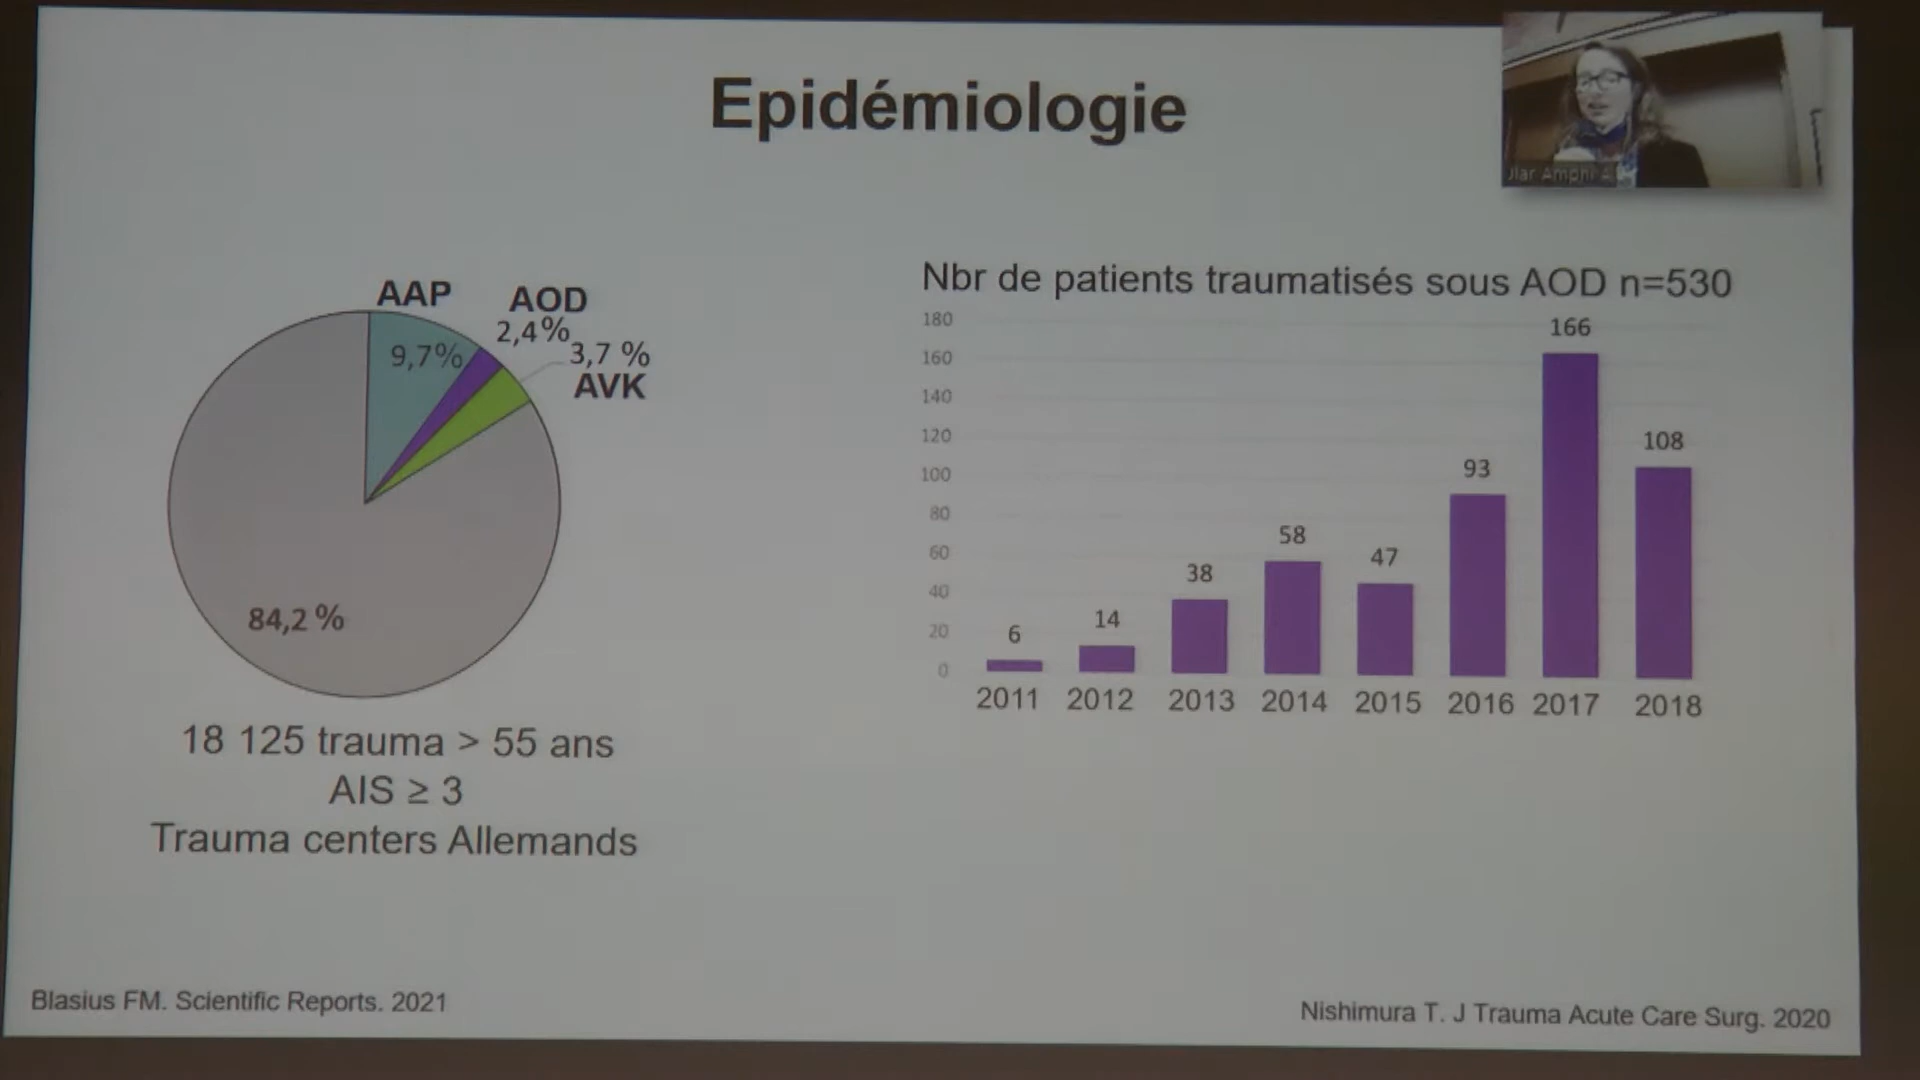 Epidémiologie
AAP
AOD
2,4%
9,7%
3,7 %
AVK
84,2 %
18 125 trauma > 55 ans
AIS ≥ 3
Trauma centers Allemands
Blasius FM. Scientific Reports. 2021
Nbr de patients traumatisés sous AOD n=530
180
160
140
120
100
80
60
40
20
0
6
14
38
58
47
93
166
108
2011
2012
2013
2014
2015
2016
2017
2018
Nishimura T. J Trauma Acute Care Surg. 2020
Amphi